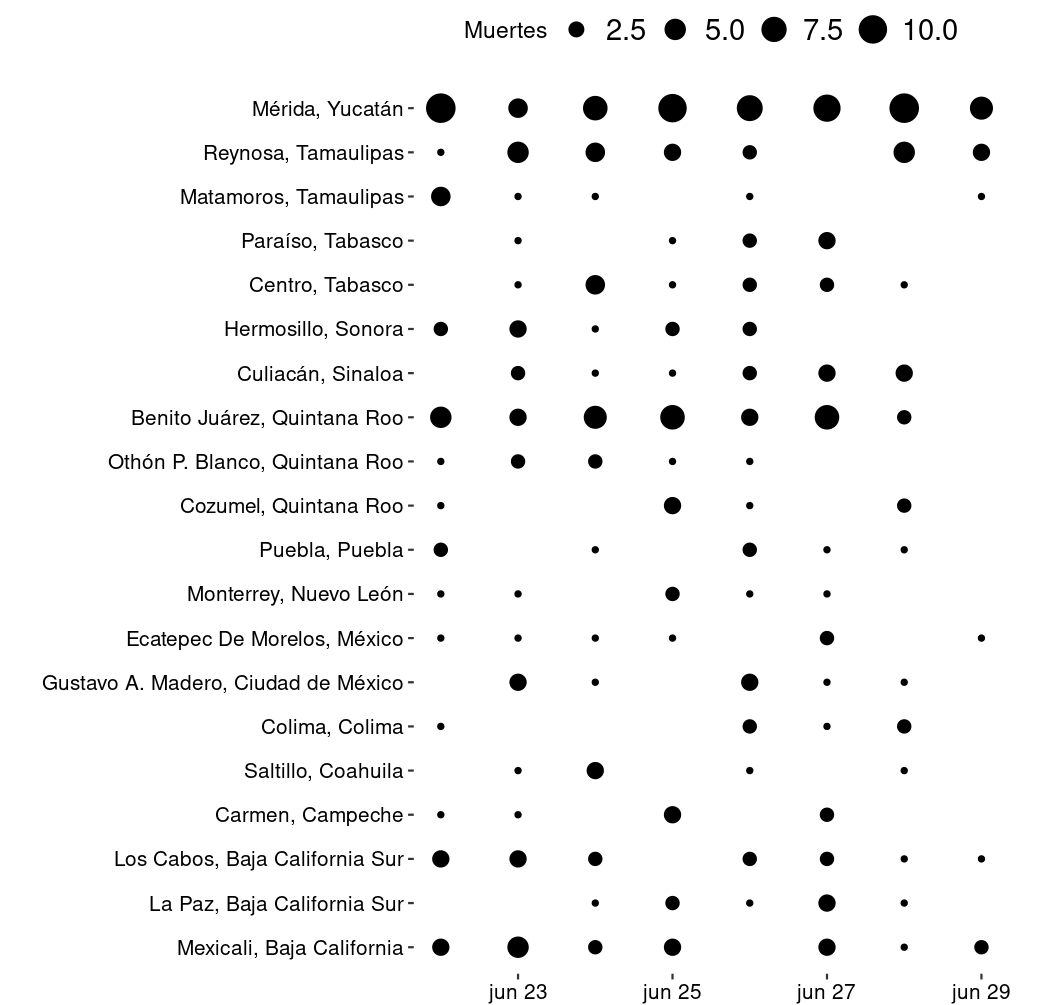 Muertes 2.5 5.0 7.5 10.0
Mérida, Yucatán
Reynosa, Tamaulipas
Matamoros, Tamaulipas
Paraíso, Tabasco
Centro, Tabasco
Hermosillo, Sonora
Culiacán, Sinaloa
Benito Juárez, Quintana Roo
Othón P. Blanco, Quintana Roo
Cozumel, Quintana Roo
Puebla, Puebla
Monterrey, Nuevo León
Ecatepec De Morelos, México
Gustavo A. Madero, Ciudad de México
Colima, Colima
Saltillo, Coahuila
Carmen, Campeche
Los Cabos, Baja California Sur
La Paz, Baja California Sur
Mexicali, Baja California
jun 23 jun 25 jun 27 jun 29